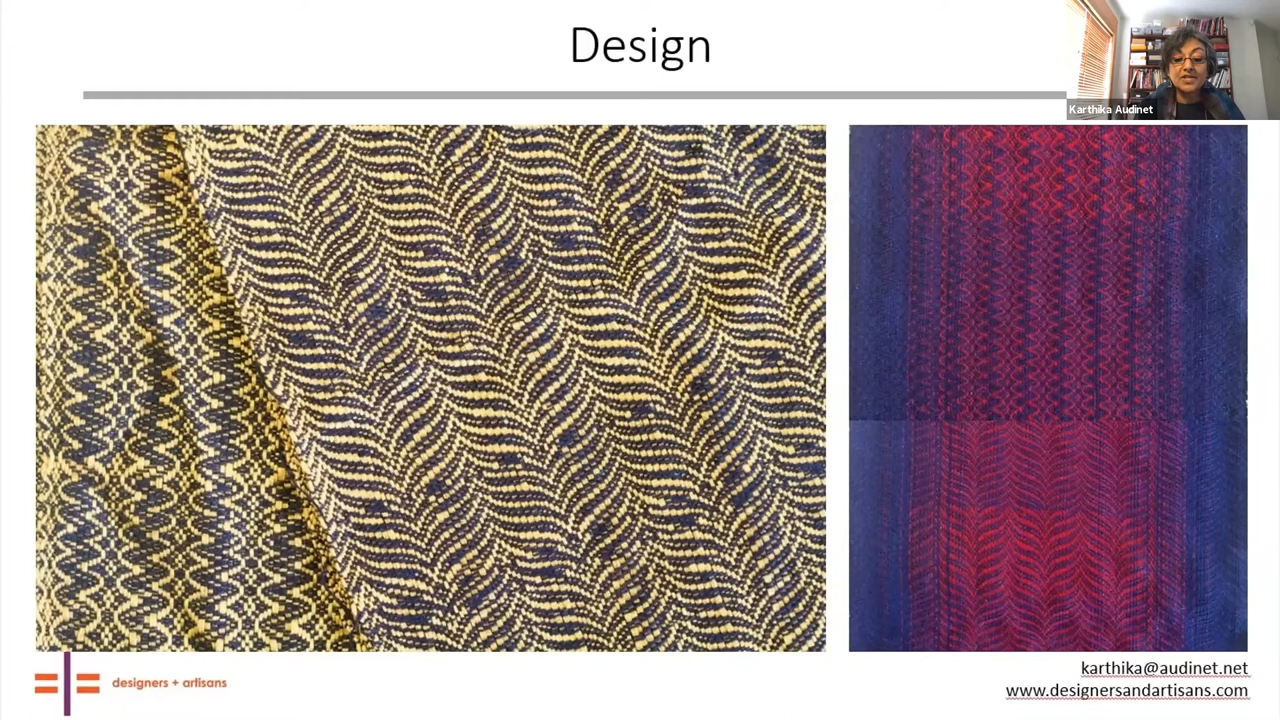 Design
Karthika Audinet
designers + artisans
karthika@audinet.net
www.designersandartisans.com